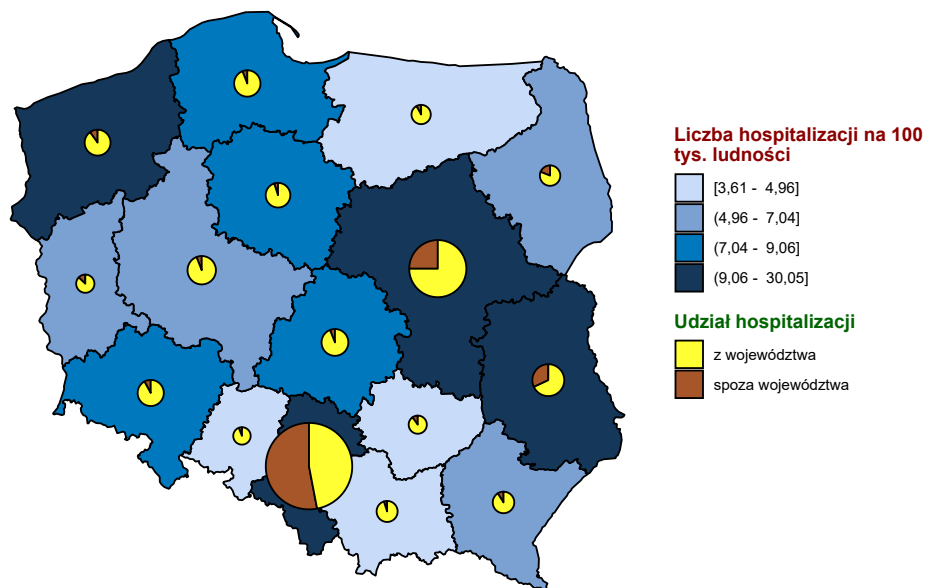 Liczba hospitalizacji na 100
tys. ludności
[3,61 - 4,96]
(4,96 - 7,04]
(7,04 - 9,06]
(9,06 - 30,05]
Udział hospitalizacji
z województwa
spoza województwa